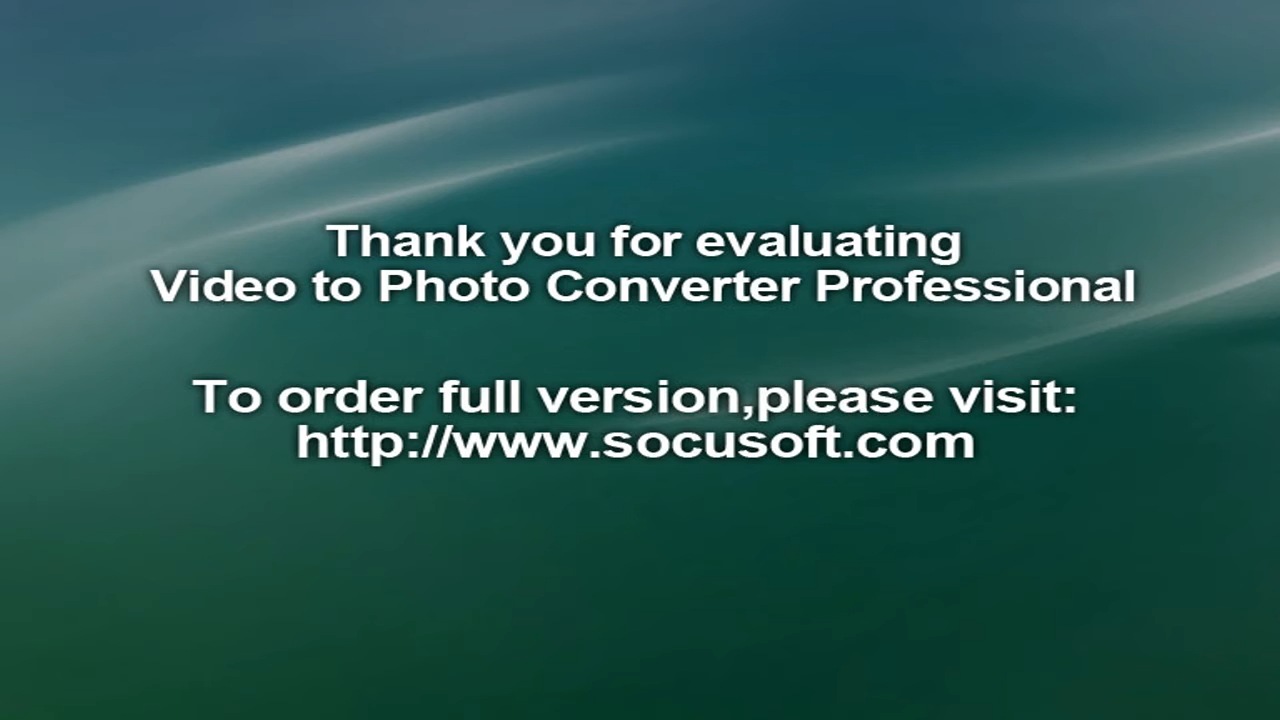 Thank you for evaluating
Video to Photo Converter Professional
To order full version,please visit:
http://www.socusoft.com